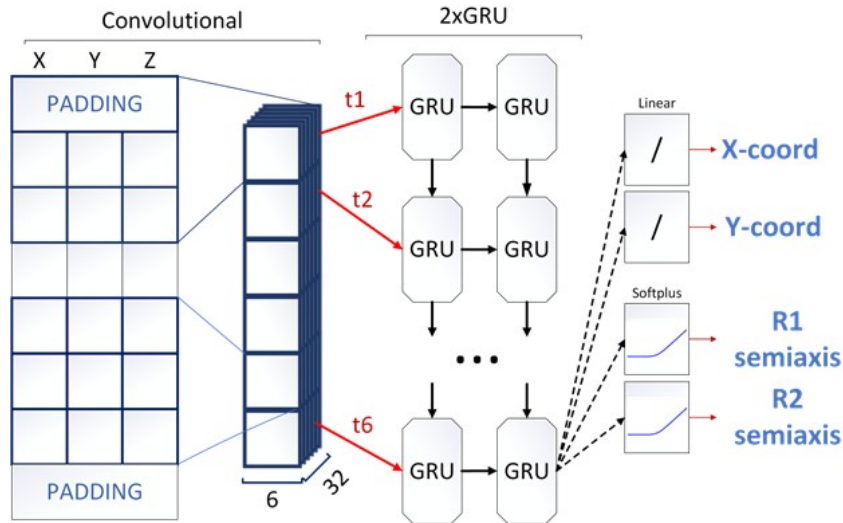 Convolutional
2xGRU
X Y Z
PADDING
t1
GRU GRU
Linear
/
X-coord
t2
GRU GRU
/
Y-coord
Softplus
R1
semiaxis
...
t6
GRU GRU
R2
semiaxis
PADDING
6
32